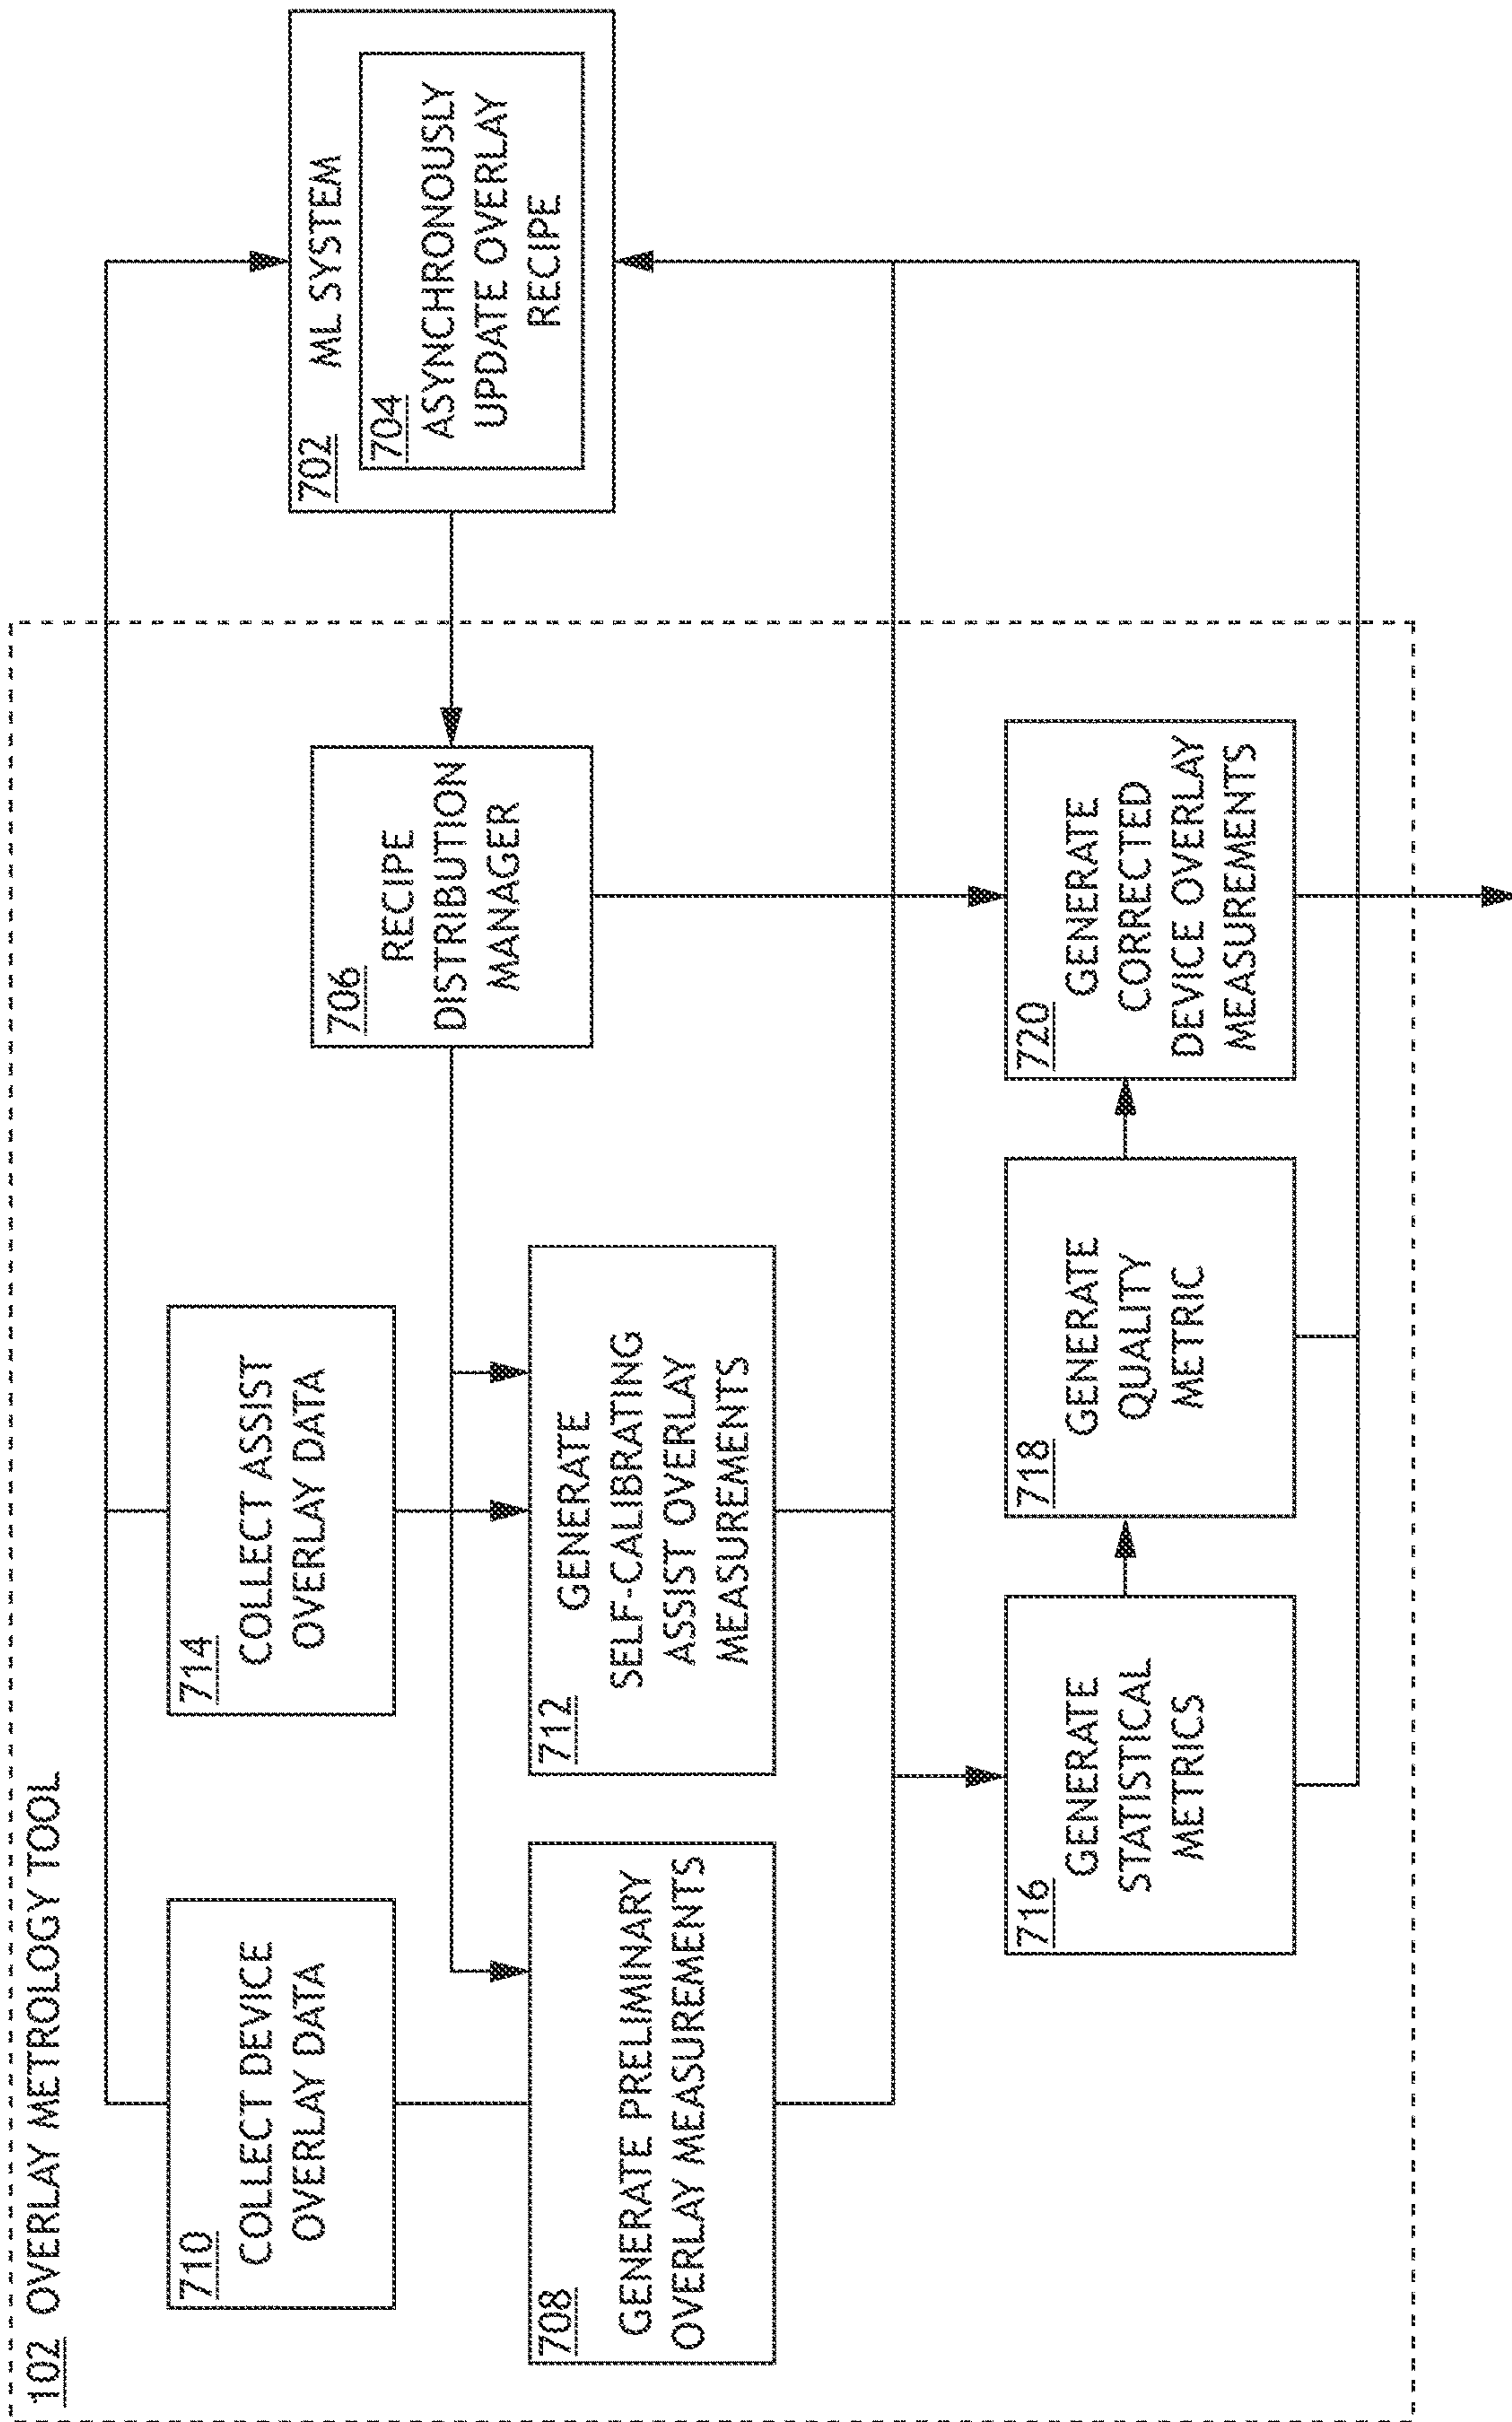 102 OVERLAY METROLOGY TOOL
710
COLLECT DEVICE
OVERLAY DATA
714
COLLECT ASSIST
OVERLAY DATA
706
RECIPE
DISTRIBUTION
MANAGER
702 ML SYSTEM
704
ASYNCHRONOUSLY
UPDATE OVERLAY
RECIPE
708
GENERATE PRELIMINARY
OVERLAY MEASUREMENTS
712
GENERATE
SELF-CALIBRATING
ASSIST OVERLAY
MEASUREMENTS
716
GENERATE
STATISTICAL
METRICS
718
GENERATE
QUALITY
METRIC
720
GENERATE
CORRECTED
DEVICE OVERLAY
MEASUREMENTS